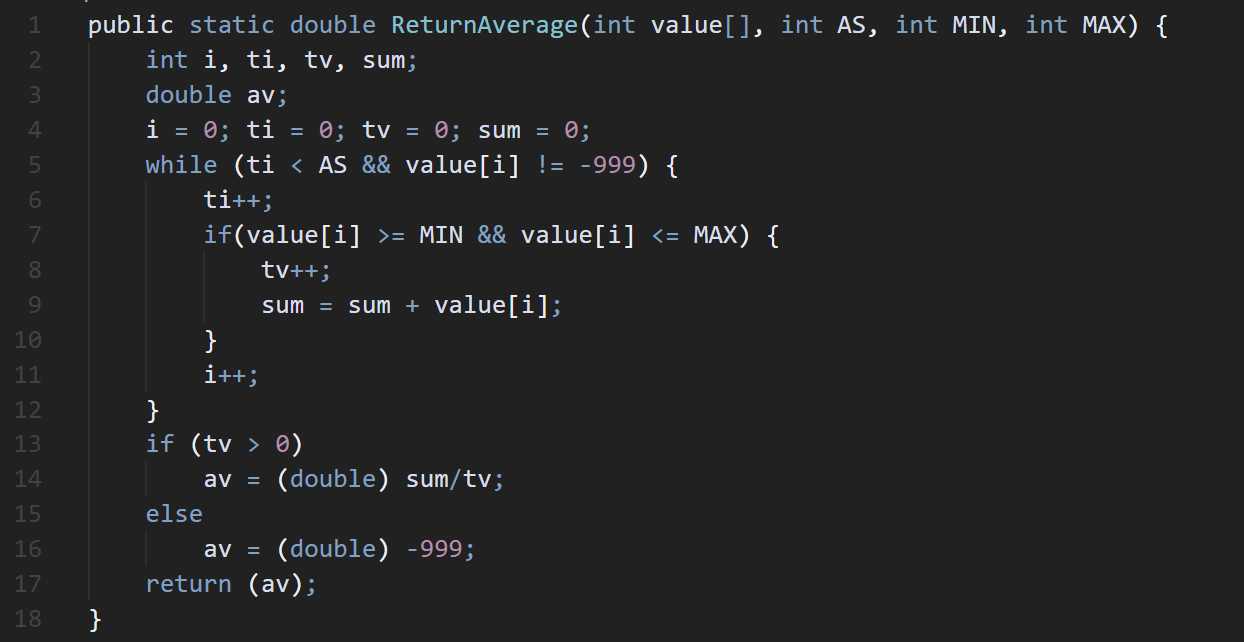 1 public static double ReturnAverage(int value[], int AS, int MIN, int MAX) {
2     int i, ti, tv, sum;
3     double av;
4     i = 0; ti = 0; tv = 0; sum = 0;
5     while (ti < AS && value[i] != -999) {
6         ti++;
7         if(value[i] >= MIN && value[i] <= MAX) {
8             tv++;
9             sum = sum + value[i];
10         }
11         i++;
12     }
13     if (tv > 0)
14         av = (double) sum/tv;
15     else
16         av = (double) -999;
17     return (av);
18 }